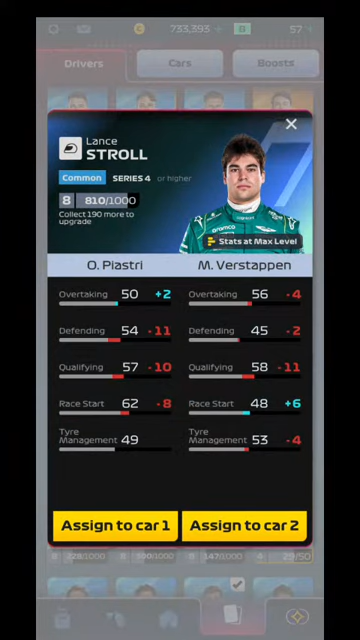 733,393 + 57 +
Drivers Cars Boosts
Lance
STROLL
Common SERIES 4 or higher
8 810/1000
Collect 190 more to
upgrade
aramco
Stats at Max Level
O. Piastri M. Verstappen
Overtaking 50 +2 Overtaking 56 -4
Defending 54 -11 Defending 45 -2
Qualifying 57 -10 Qualifying 58 -11
Race Start 62 -8 Race Start 48 +6
Tyre
Management 49 Tyre
Management 53 -4
Assign to car 1 Assign to car 2